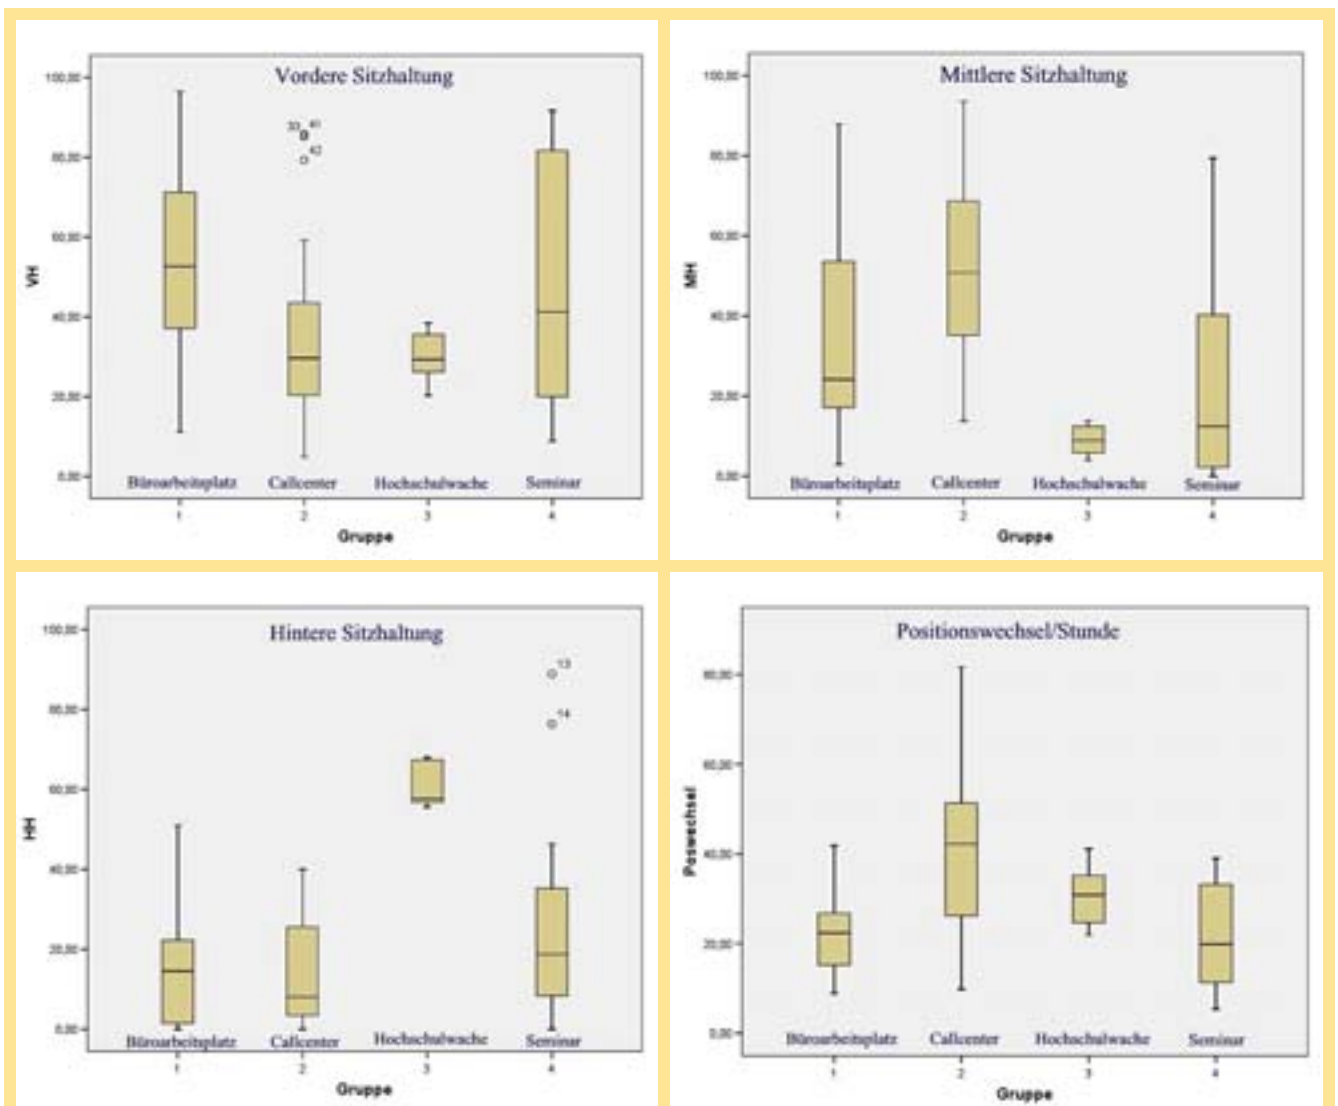 Vordere Sitzhaltung
100,00
80,00
60,00
40,00
20,00
0,00
VH
33 41
42
Büroarbeitsplatz Callcenter Hochschulwache Seminar
1 2 3 4
Gruppe
Mittlere Sitzhaltung
100,00
80,00
60,00
40,00
20,00
0,00
MH
Büroarbeitsplatz Callcenter Hochschulwache Seminar
1 2 3 4
Gruppe
Hintere Sitzhaltung
100,00
80,00
60,00
40,00
20,00
0,00
HH
13
14
Büroarbeitsplatz Callcenter Hochschulwache Seminar
1 2 3 4
Gruppe
Positionswechsel/Stunde
80,00
60,00
40,00
20,00
0,00
Poswechsel
Büroarbeitsplatz Callcenter Hochschulwache Seminar
1 2 3 4
Gruppe